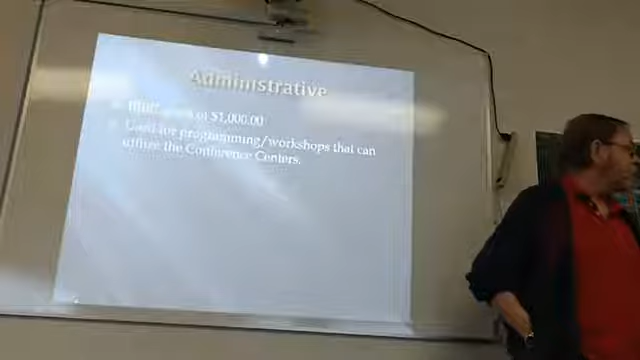 Administrative
of $1,000.00
Used for programming/workshops that can
utilize the Conference Centers.